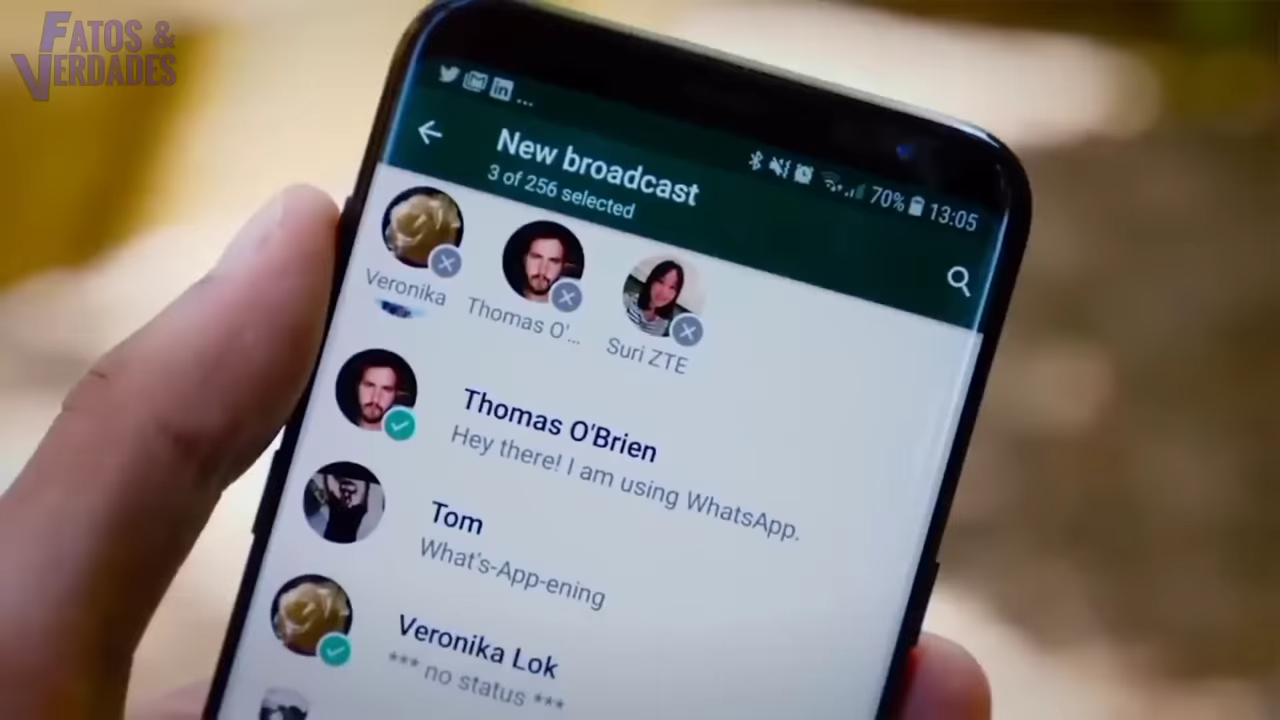 FATOS &
VERDADES
in ...
70% 13:05
New broadcast
3 of 256 selected
Veronika
Thomas O'...
Suri ZTE
Thomas O'Brien
Hey there! I am using WhatsApp.
Tom
What's-App-ening
Veronika Lok
*** no status ***